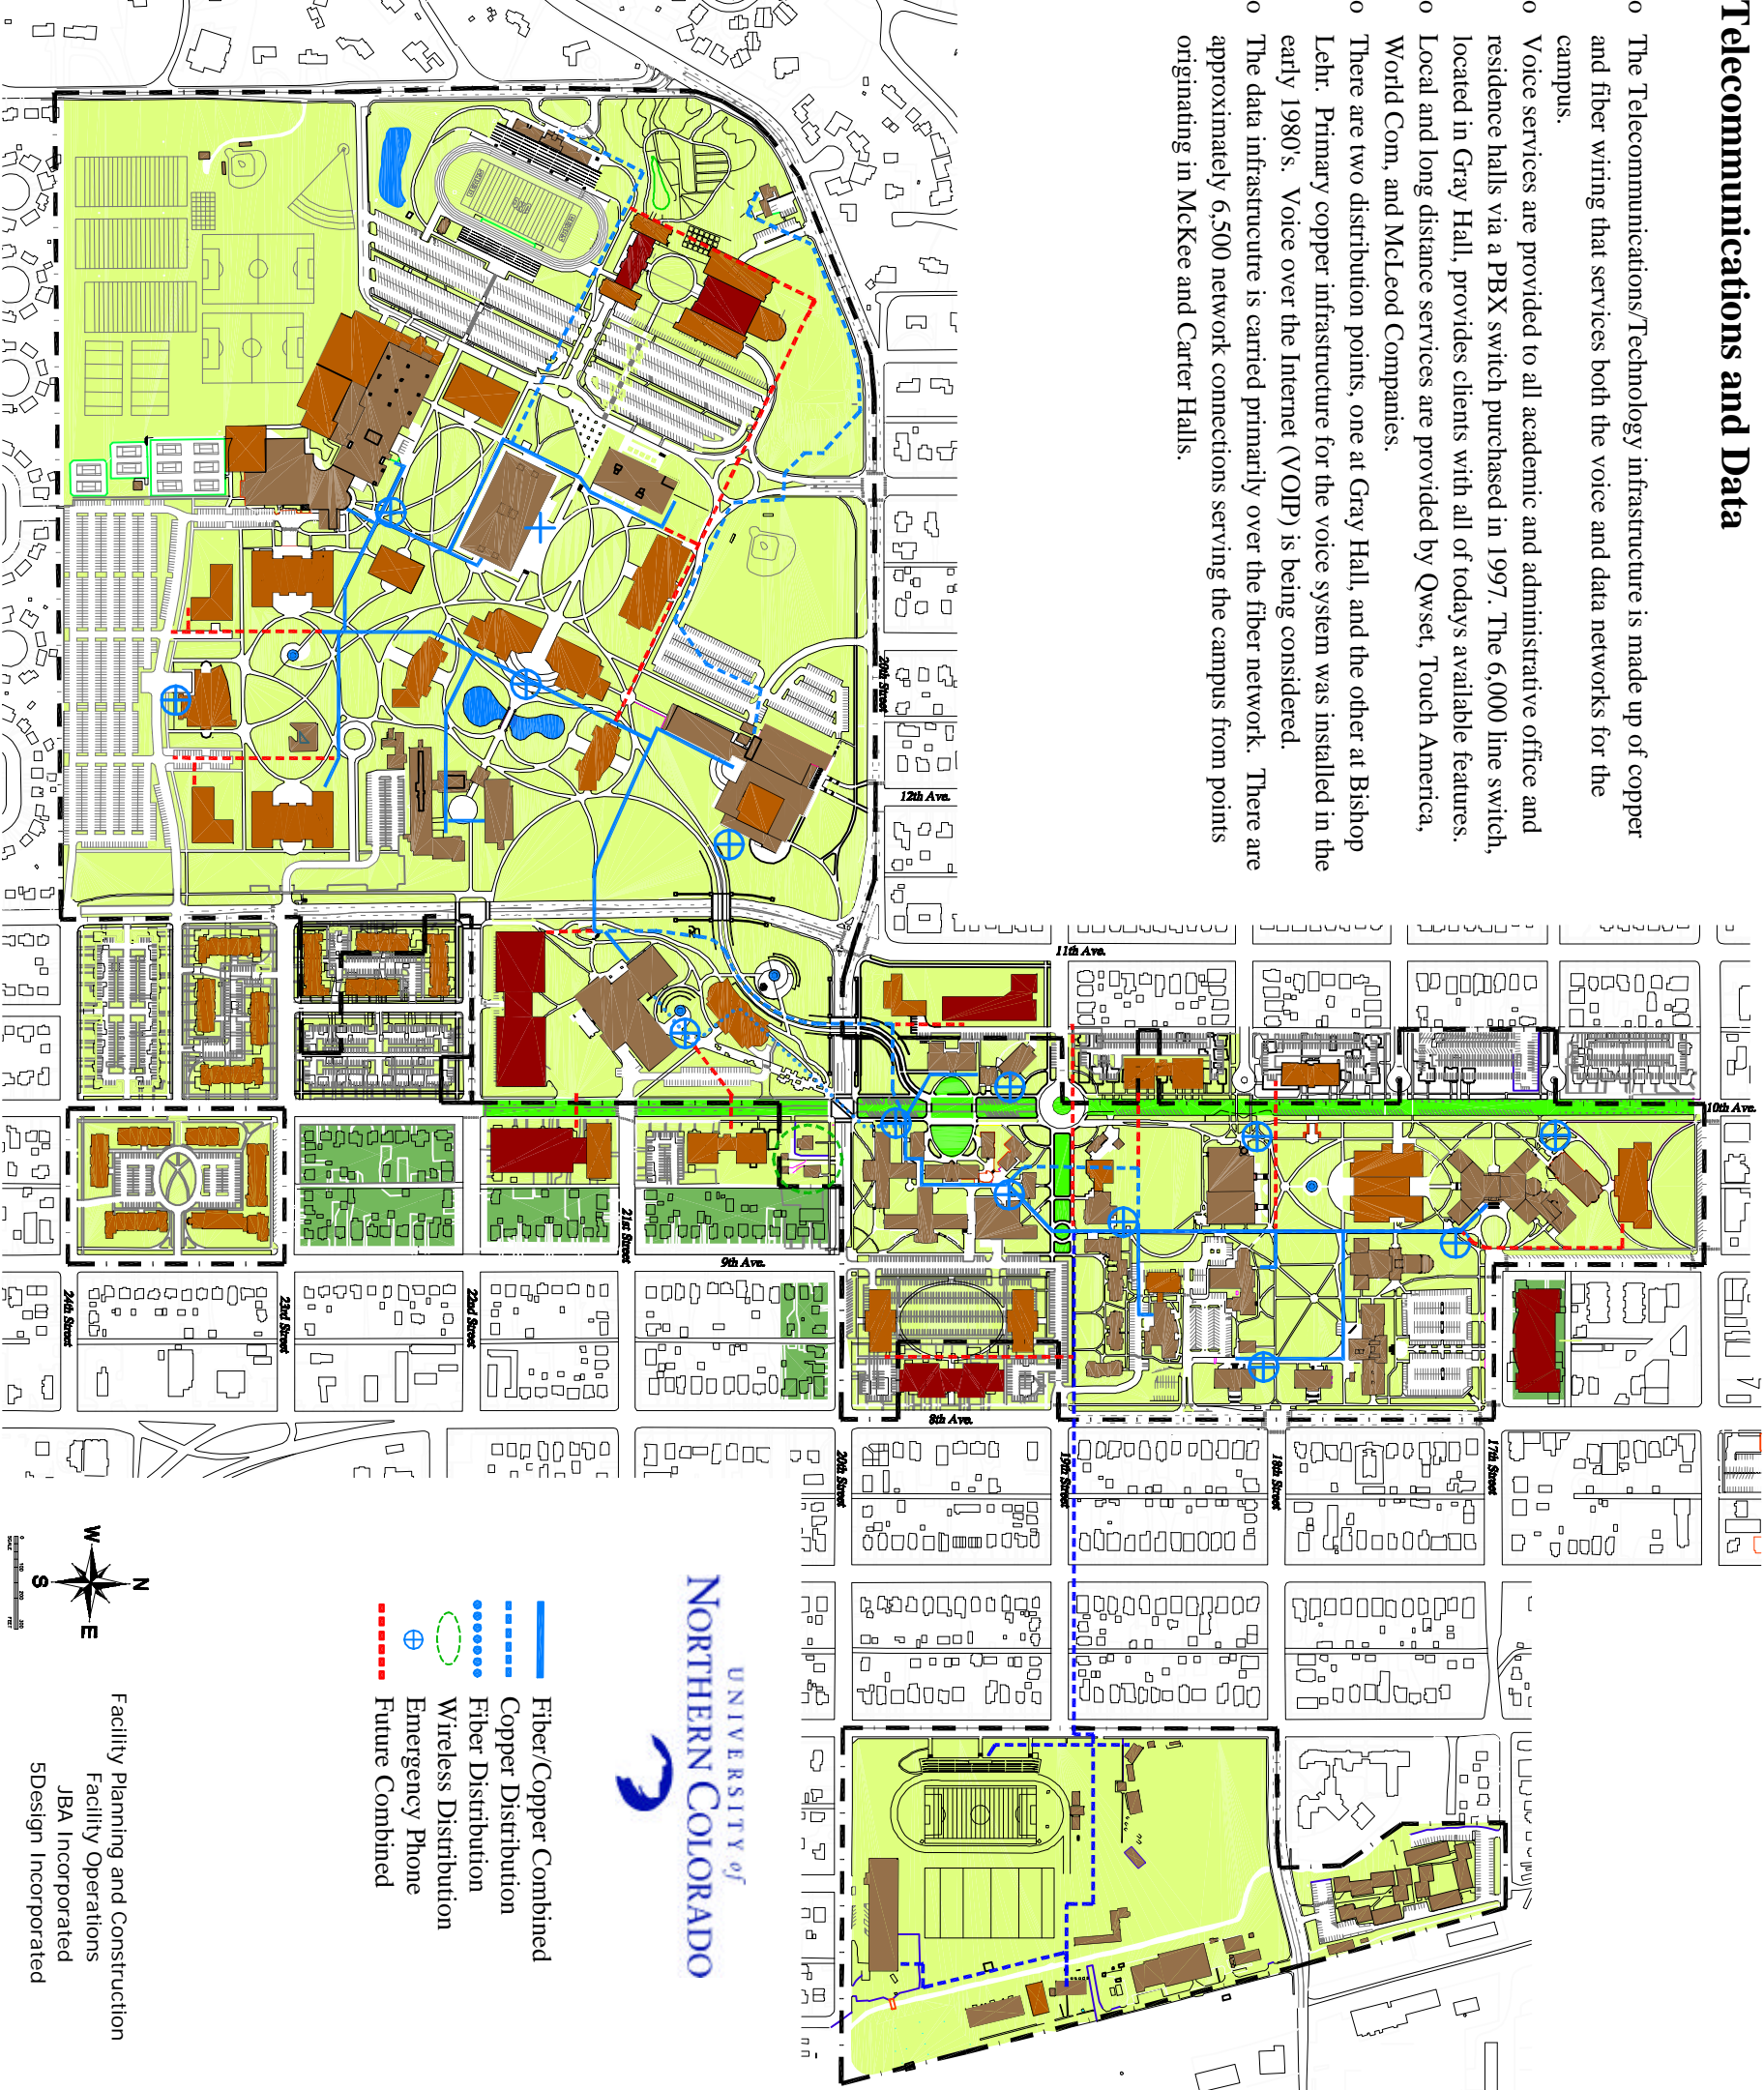 Telecommunications and Data
o The Telecommunications/Technology infrastructure is made up of copper
and fiber wiring that services both the voice and data networks for the
campus.
o Voice services are provided to all academic and administrative office and
residence halls via a PBX switch purchased in 1997. The 6,000 line switch,
located in Gray Hall, provides clients with all of todays available features.
o Local and long distance services are provided by Qwset, Touch America,
World Com, and McLeod Companies.
o There are two distribution points, one at Gray Hall, and the other at Bishop
Lehr. Primary copper infrastructure for the voice system was installed in the
early 1980's. Voice over the Internet (VOIP) is being considered.
o The data infrastrucutre is carried primarily over the fiber network. There are
approximately 6,500 network connections serving the campus from points
originating in McKee and Carter Halls.
20th Street
12th Ave.
11th Ave.
10th Ave.
21st Street
9th Ave.
24th Street
23rd Street
22nd Street
8th Ave.
20th Street
19th Street
18th Street
17th Street
UNIVERSITY of
NORTHERN COLORADO
Fiber/Copper Combined
Copper Distribution
Fiber Distribution
Wireless Distribution
Emergency Phone
Future Combined
N
W
E
S
SCALE
FEET
Facility Planning and Construction
Facility Operations
JBA Incorporated
5Design Incorporated